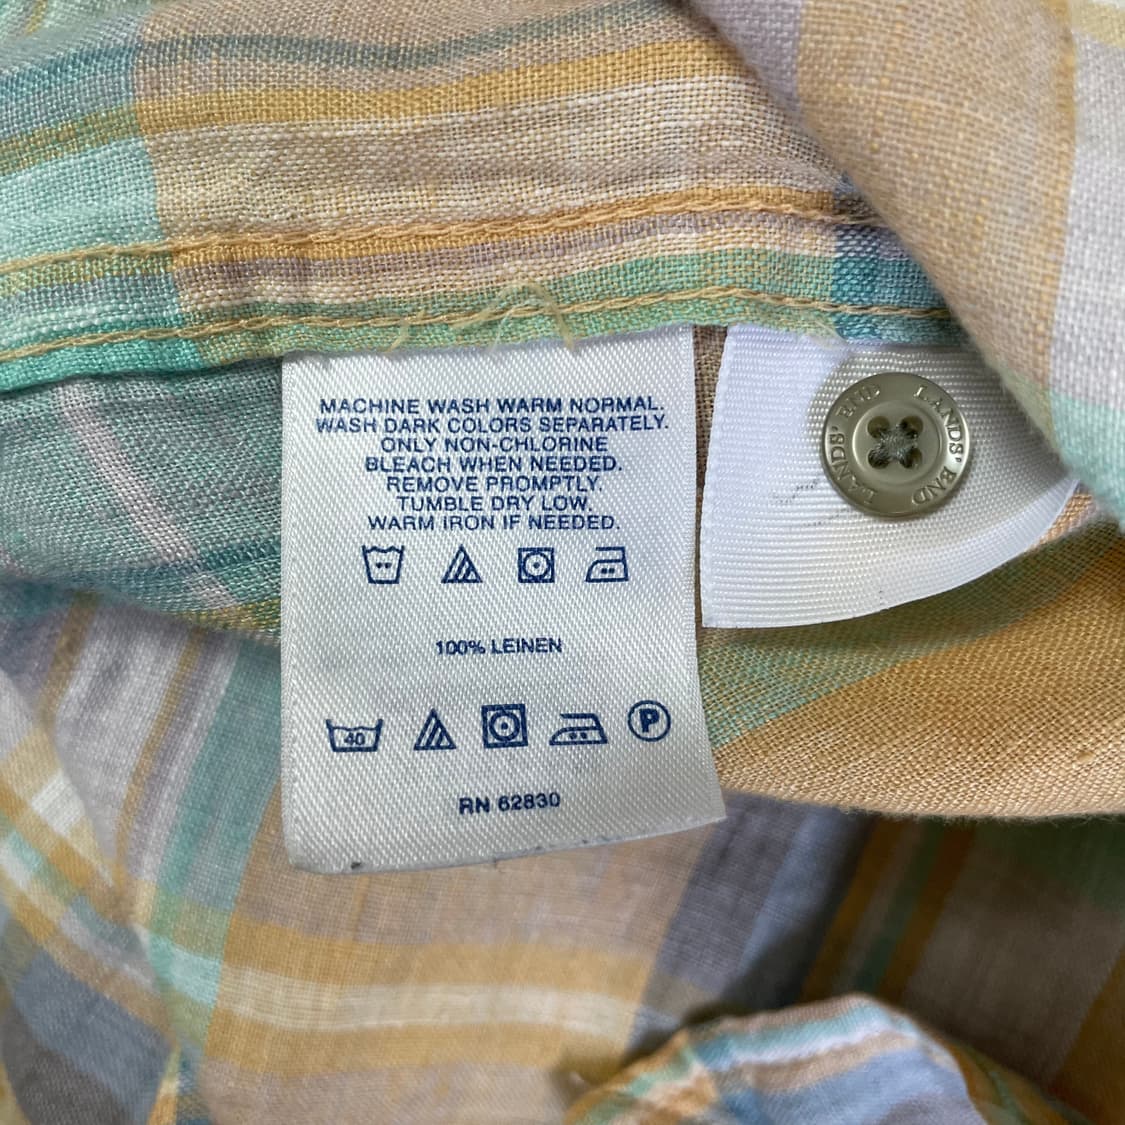 MACHINE WASH WARM NORMAL.
WASH DARK COLORS SEPARATELY.
ONLY NON-CHLORINE
BLEACH WHEN NEEDED.
REMOVE PROMPTLY.
TUMBLE DRY LOW.
WARM IRON IF NEEDED.
100% LEINEN
40
P
RN 62830
LANDS' END LANDS' END